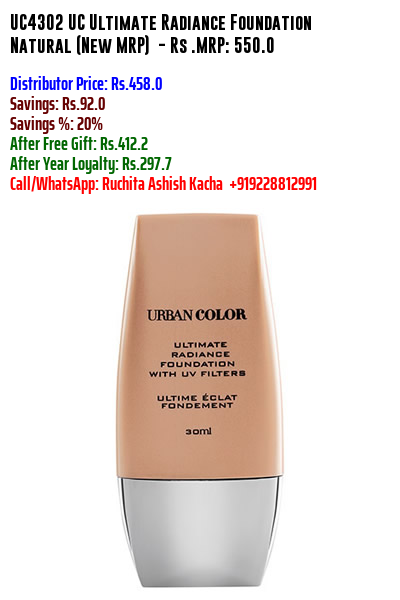 UC4302 UC Ultimate Radiance Foundation
Natural (New MRP) - Rs .MRP: 550.0
Distributor Price: Rs.458.0
Savings: Rs.92.0
Savings %: 20%
After Free Gift: Rs.412.2
After Year Loyalty: Rs.297.7
Call/WhatsApp: Ruchita Ashish Kacha +919228812991
URBAN COLOR
ULTIMATE
RADIANCE
FOUNDATION
WITH UV FILTERS
ULTIME ÉCLAT
FONDEMENT
30ml